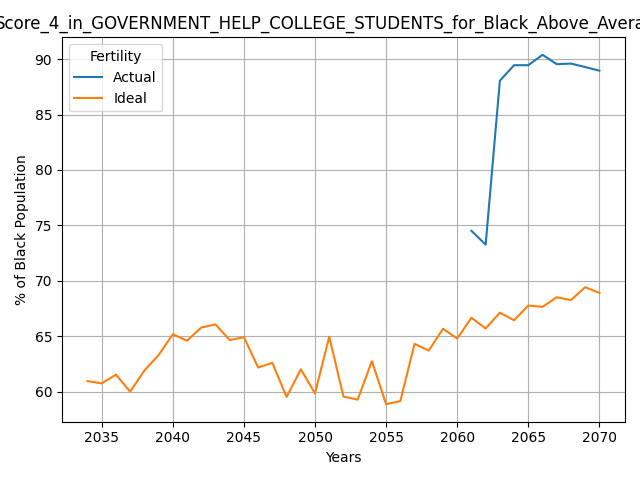 Score_4_in_GOVERNMENT_HELP_COLLEGE_STUDENTS_for_Black_Above_Avera
Fertility
Actual
Ideal
90
85
80
75
70
65
60
% of Black Population
2035 2040 2045 2050 2055 2060 2065 2070
Years